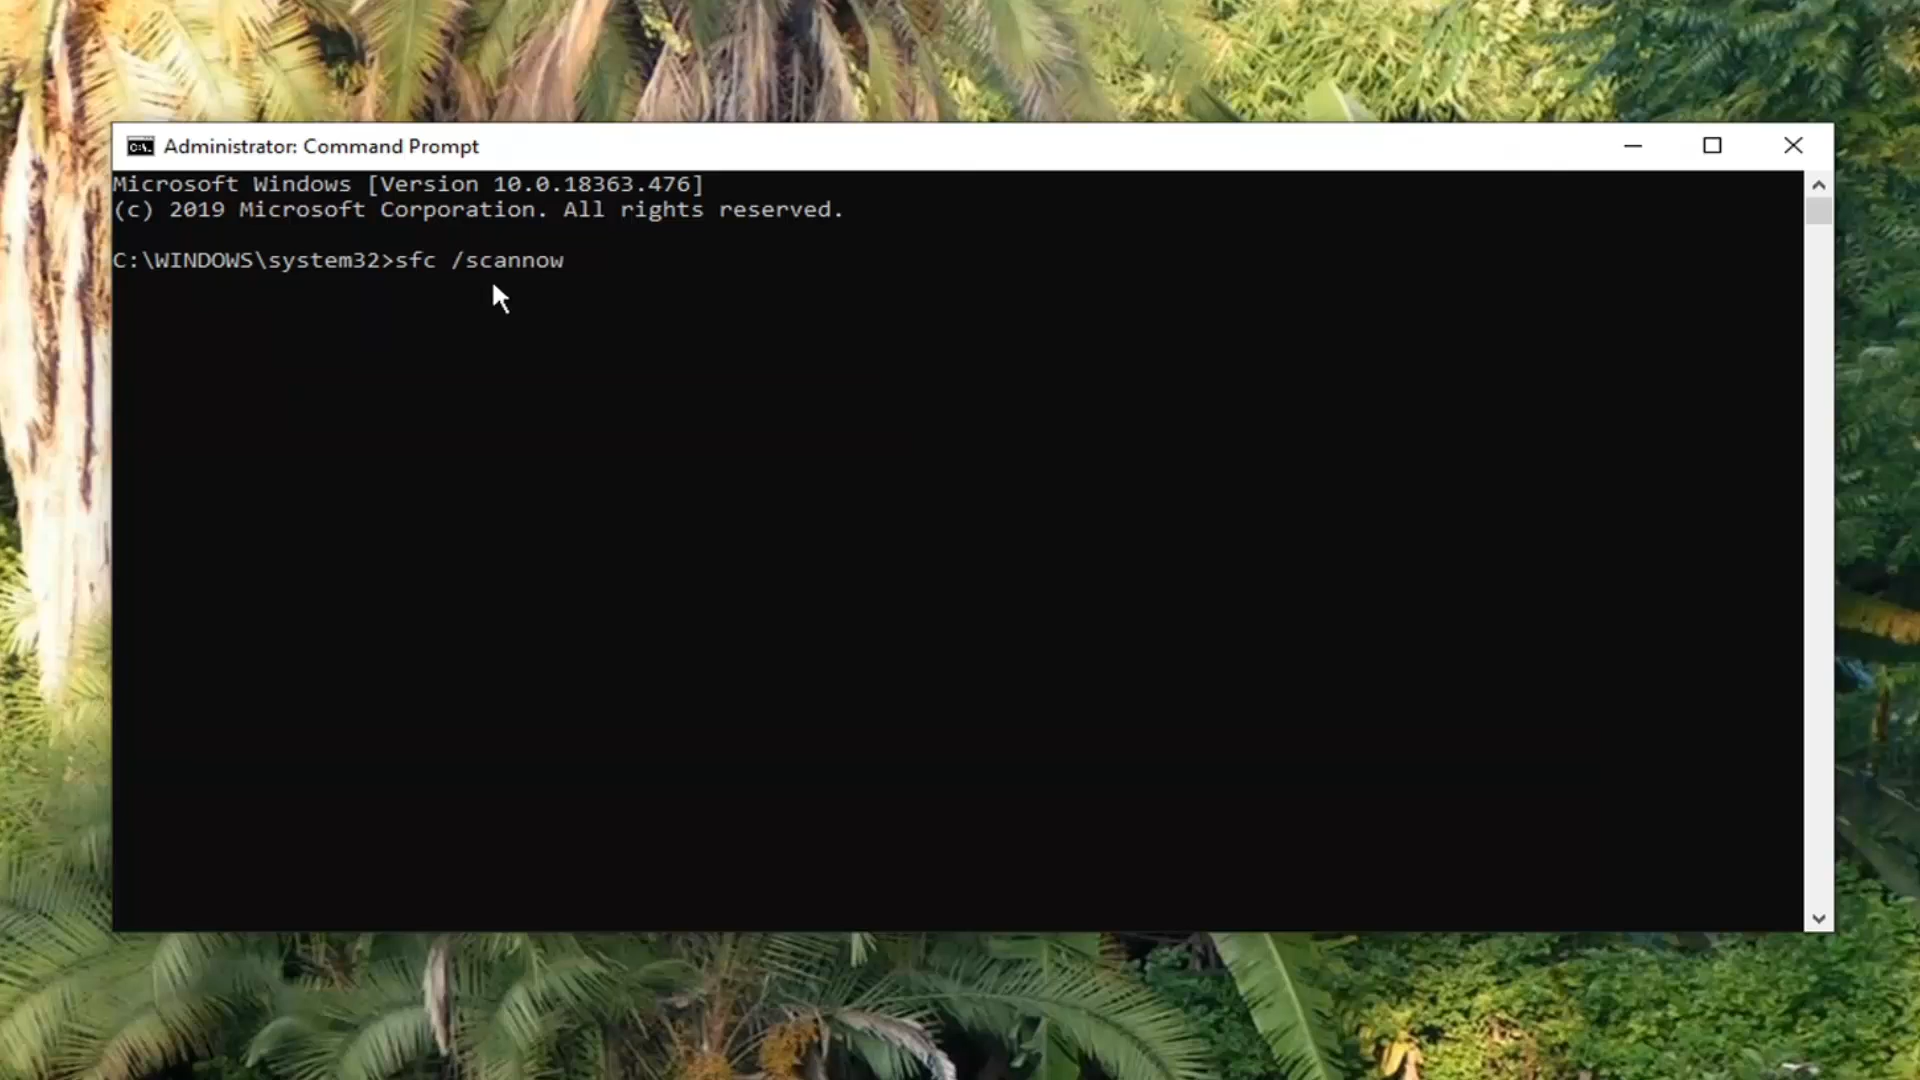 Administrator: Command Prompt
Microsoft Windows [Version 10.0.18363.476]
(c) 2019 Microsoft Corporation. All rights reserved.
C:\WINDOWS\system32>sfc /scannow